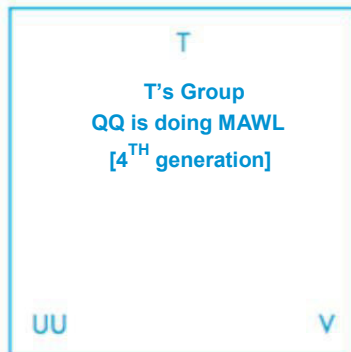 T
T’s Group
QQ is doing MAWL
[4TH generation]
UU V